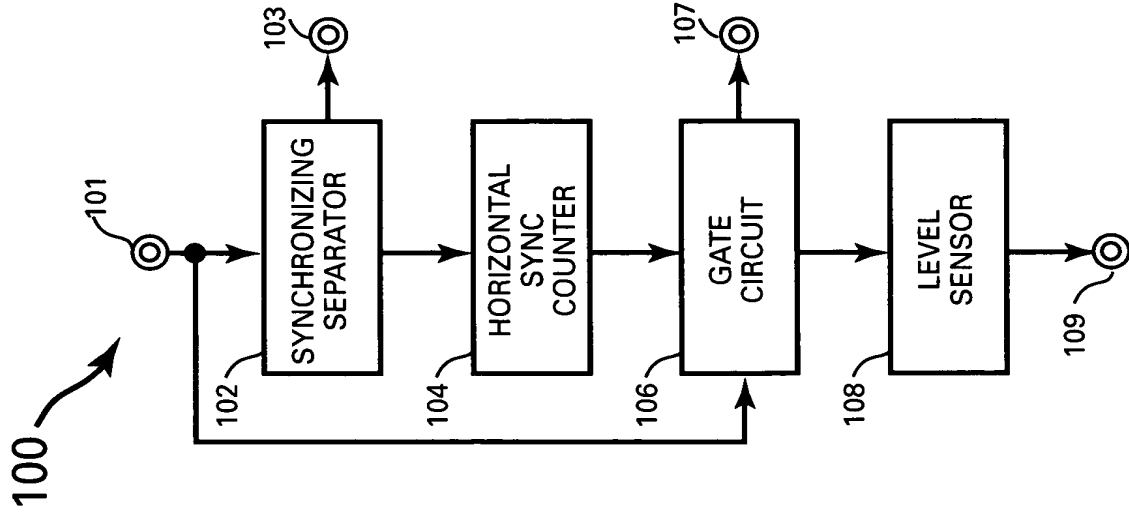 100
101
102
SYNCHRONIZING
SEPARATOR
103
104
HORIZONTAL
SYNC
COUNTER
106
GATE
CIRCUIT
107
108
LEVEL
SENSOR
109